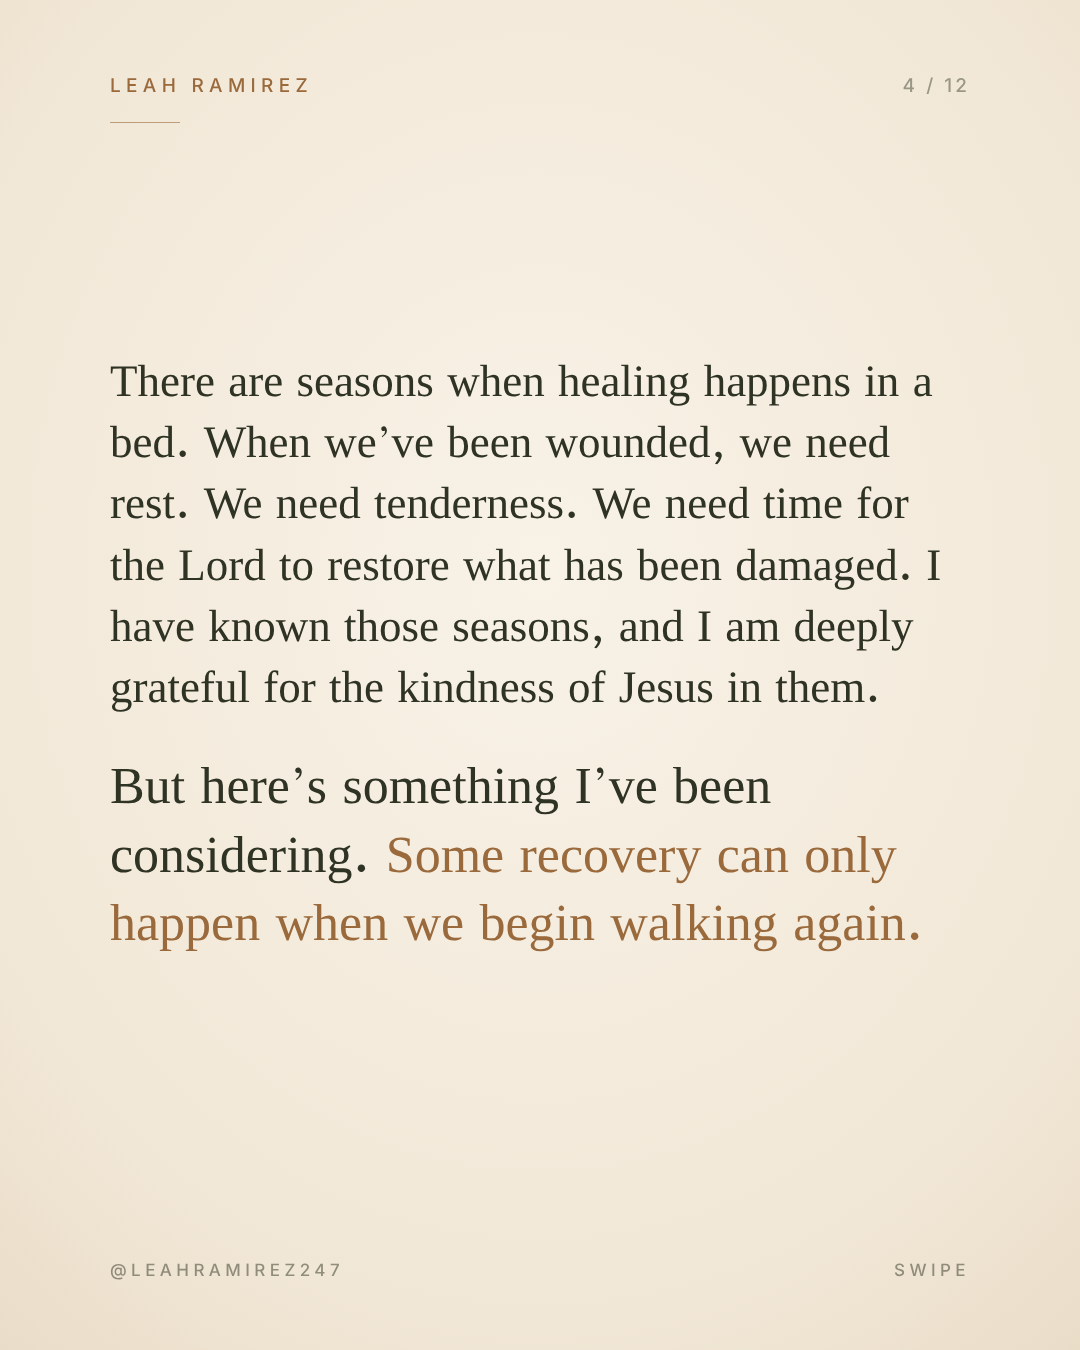 LEAH RAMIREZ
4 / 12
There are seasons when healing happens in a
bed. When we’ve been wounded, we need
rest. We need tenderness. We need time for
the Lord to restore what has been damaged. I
have known those seasons, and I am deeply
grateful for the kindness of Jesus in them.
But here’s something I’ve been
considering. Some recovery can only
happen when we begin walking again.
@LEAHRAMIREZ247
SWIPE